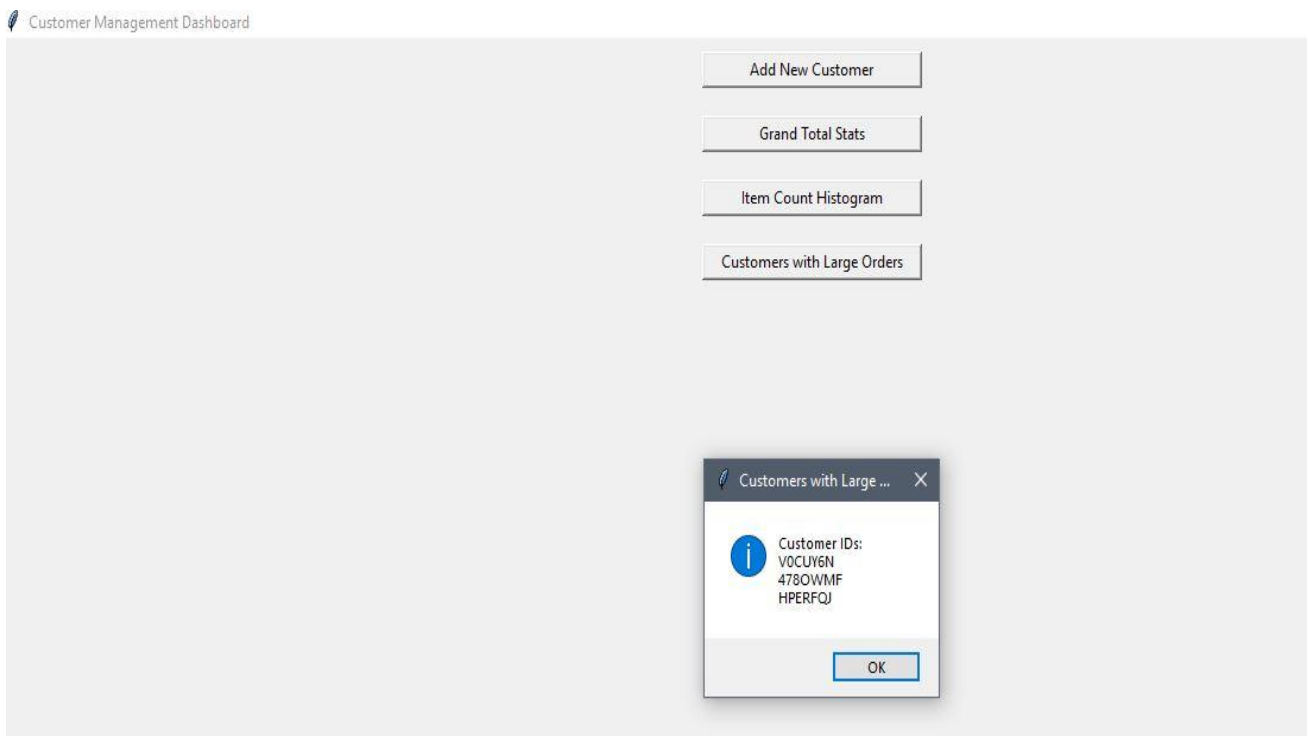 Customer Management Dashboard
Add New Customer
Grand Total Stats
Item Count Histogram
Customers with Large Orders
Customers with Large ...
Customer IDs:
V0CUY6N
478OWMF
HPERFQJ
OK